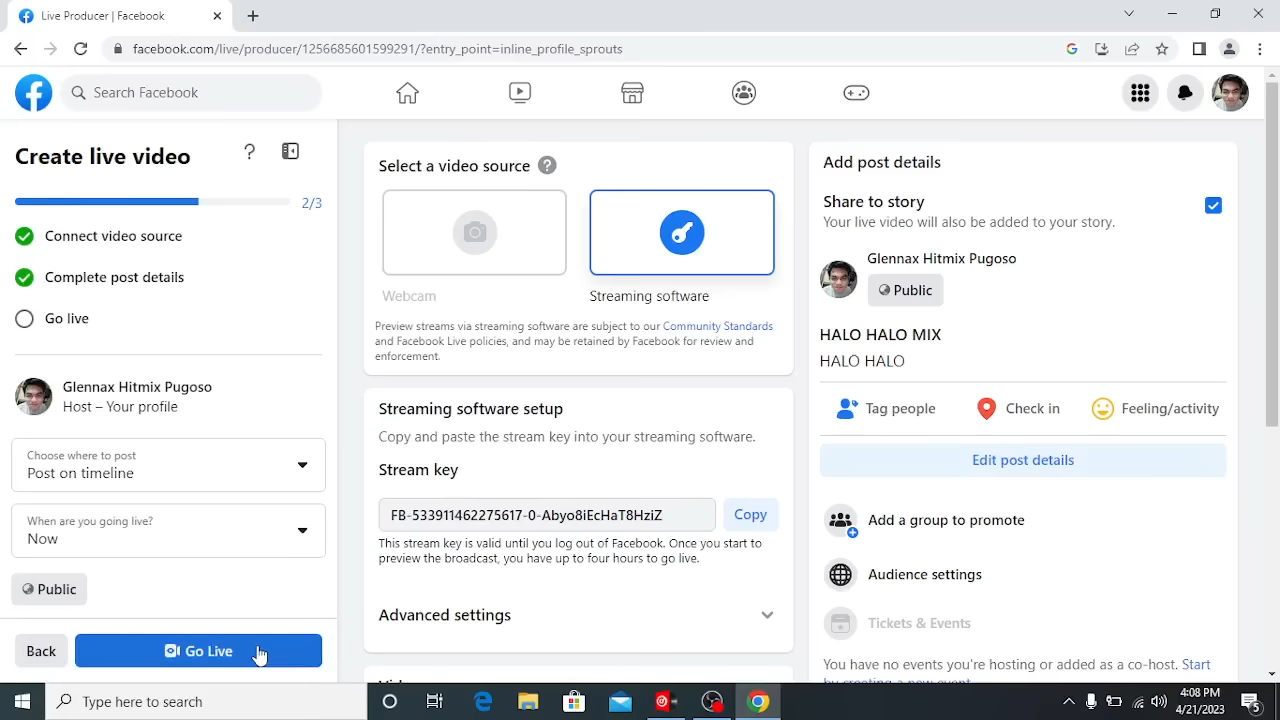 Live Producer | Facebook
facebook.com/live/producer/1256685601599291/?entry_point=inline_profile_sprouts
Search Facebook
Create live video
2/3
Connect video source
Complete post details
Go live
Glennax Hitmix Pugoso
Host – Your profile
Choose where to post
Post on timeline
When are you going live?
Now
Public
Back
Go Live
Select a video source
Webcam
Streaming software
Preview streams via streaming software are subject to our Community Standards
and Facebook Live policies, and may be retained by Facebook for review and
enforcement.
Streaming software setup
Copy and paste the stream key into your streaming software.
Stream key
FB-533911462275617-0-Abyo8iEcHaT8HziZ
Copy
This stream key is valid until you log out of Facebook. Once you start to
preview the broadcast, you have up to four hours to go live.
Advanced settings
Add post details
Share to story
Your live video will also be added to your story.
Glennax Hitmix Pugoso
Public
HALO HALO MIX
HALO HALO
Tag people
Check in
Feeling/activity
Edit post details
Add a group to promote
Audience settings
Tickets & Events
You have no events you're hosting or added as a co-host. Start
by creating a new event
Type here to search
4:08 PM
4/21/2023
5